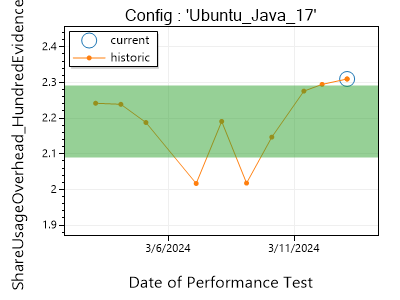 Config : 'Ubuntu_Java_17'
current
historic
ShareUsageOverhead_HundredEvidence
2.4
2.3
2.2
2.1
2
1.9
3/6/2024
3/11/2024
Date of Performance Test